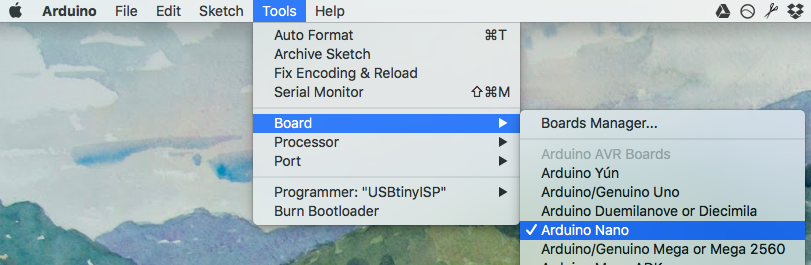 Arduino File Edit Sketch Tools Help
Auto Format ⌘T
Archive Sketch
Fix Encoding & Reload
Serial Monitor ⇧⌘M
Board
Processor
Port
Programmer: "USBtinyISP"
Burn Bootloader
Boards Manager...
Arduino AVR Boards
Arduino Yún
Arduino/Genuino Uno
Arduino Duemilanove or Diecimila
✓ Arduino Nano
Arduino/Genuino Mega or Mega 2560